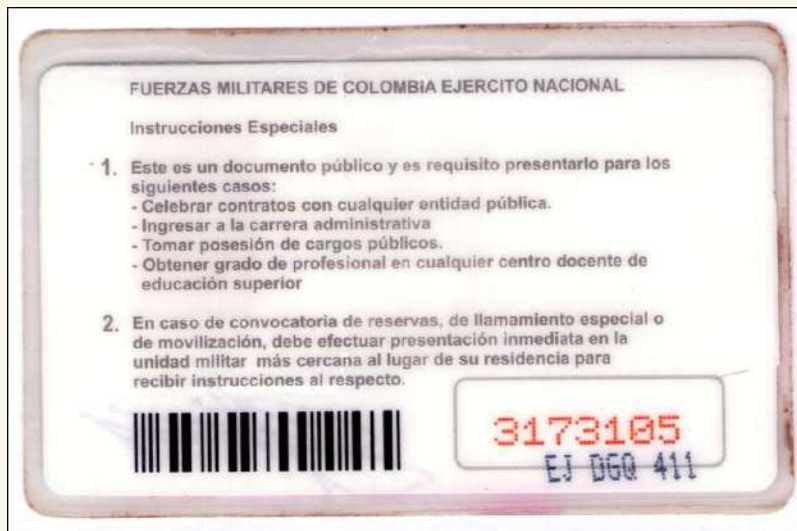 FUERZAS MILITARES DE COLOMBIA EJERCITO NACIONAL
Instrucciones Especiales
1. Este es un documento público y es requisito presentarlo para los
siguientes casos:
- Celebrar contratos con cualquier entidad pública.
- Ingresar a la carrera administrativa
- Tomar posesión de cargos públicos.
- Obtener grado de profesional en cualquier centro docente de
educación superior
2. En caso de convocatoria de reservas, de llamamiento especial o
de movilización, debe efectuar presentación inmediata en la
unidad militar más cercana al lugar de su residencia para
recibir instrucciones al respecto.
3173105
EJ DGQ 411